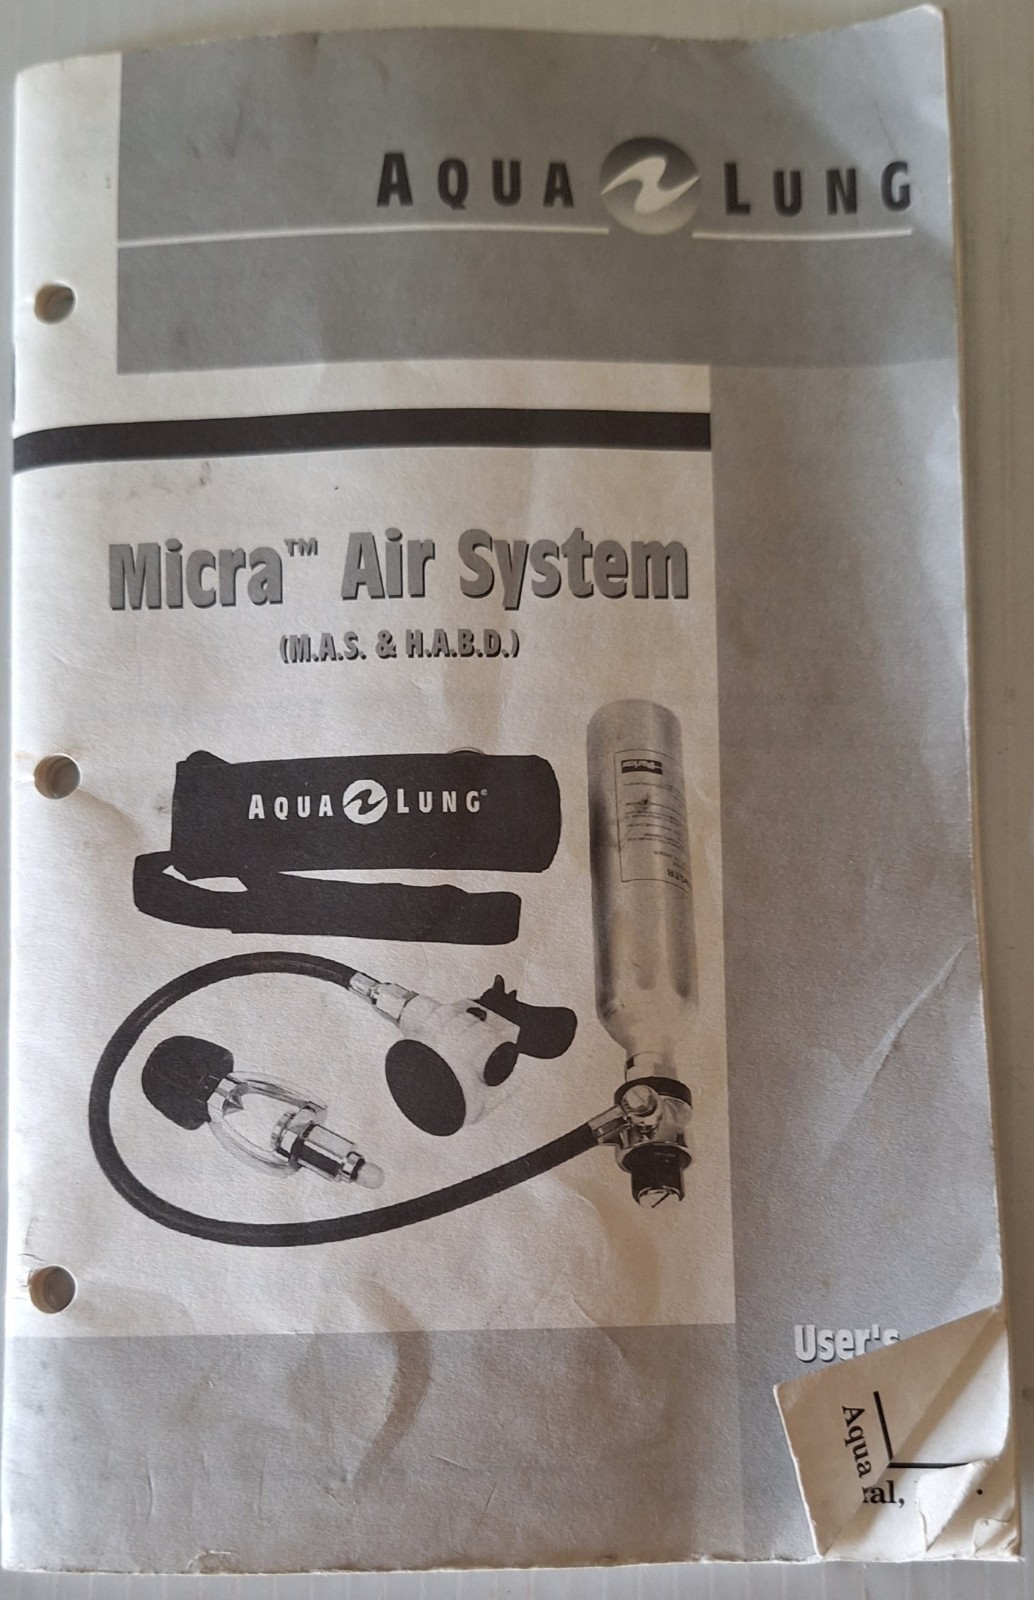 AQUA LUNG
Micra™ Air System
(M.A.S. & H.A.B.D.)
AQUA LUNG®
User's
Aqua
al,